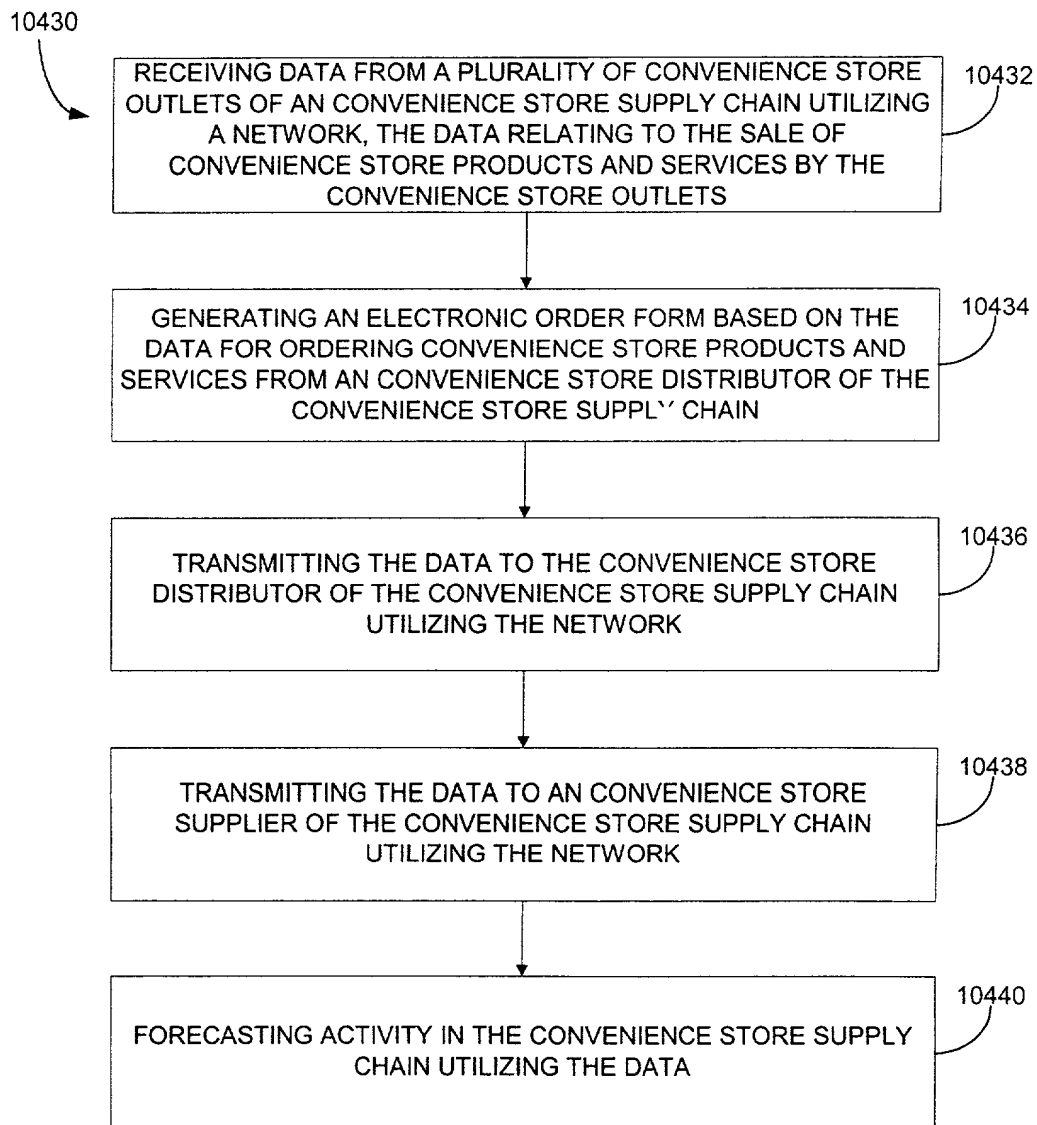 10430
RECEIVING DATA FROM A PLURALITY OF CONVENIENCE STORE
OUTLETS OF AN CONVENIENCE STORE SUPPLY CHAIN UTILIZING
A NETWORK, THE DATA RELATING TO THE SALE OF
CONVENIENCE STORE PRODUCTS AND SERVICES BY THE
CONVENIENCE STORE OUTLETS
10432
GENERATING AN ELECTRONIC ORDER FORM BASED ON THE
DATA FOR ORDERING CONVENIENCE STORE PRODUCTS AND
SERVICES FROM AN CONVENIENCE STORE DISTRIBUTOR OF THE
CONVENIENCE STORE SUPPLY CHAIN
10434
TRANSMITTING THE DATA TO THE CONVENIENCE STORE
DISTRIBUTOR OF THE CONVENIENCE STORE SUPPLY CHAIN
UTILIZING THE NETWORK
10436
TRANSMITTING THE DATA TO AN CONVENIENCE STORE
SUPPLIER OF THE CONVENIENCE STORE SUPPLY CHAIN
UTILIZING THE NETWORK
10438
FORECASTING ACTIVITY IN THE CONVENIENCE STORE SUPPLY
CHAIN UTILIZING THE DATA
10440